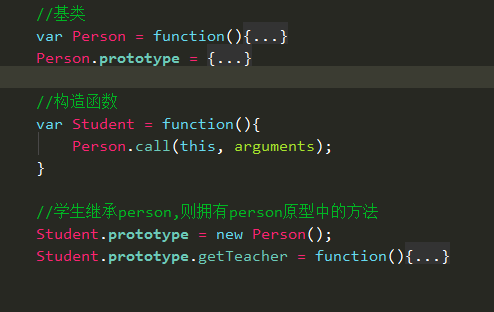 //基类
var Person = function(){...}
Person.prototype = {...}
//构造函数
var Student = function(){
Person.call(this, arguments);
}
//学生继承person,则拥有person原型中的方法
Student.prototype = new Person();
Student.prototype.getTeacher = function(){...}